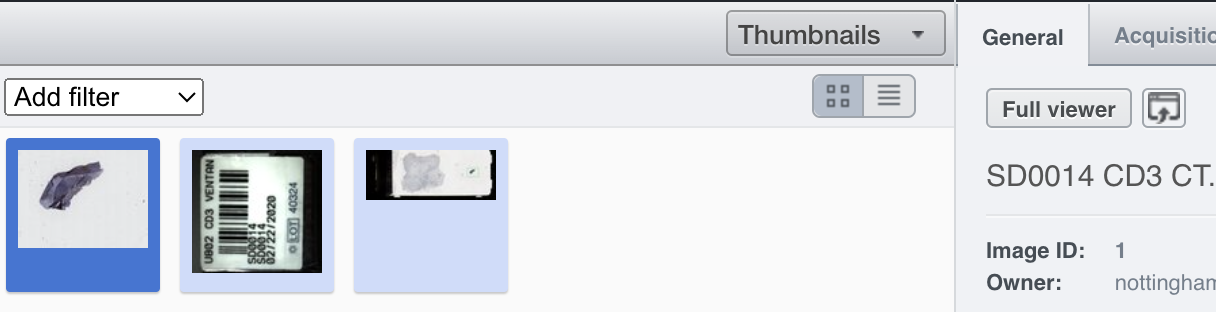 Thumbnails
General
Acquisitio
Add filter
Full viewer
SD0014 CD3 CT.
U802 CD3 VENTAN
SD0014
SD0014
02/22/2020
LOT 40324
Image ID: 1
Owner: nottingham